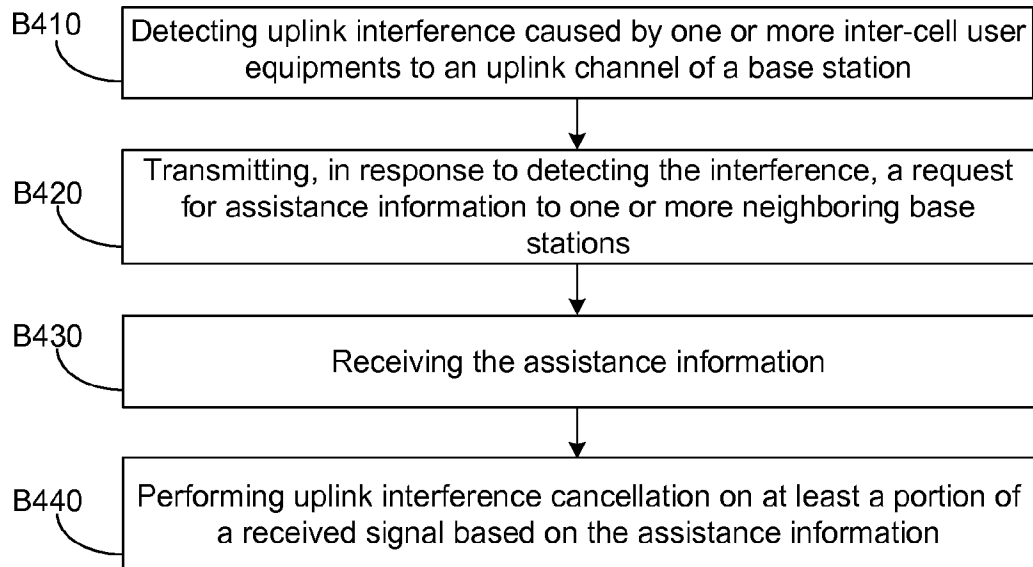 B410
Detecting uplink interference caused by one or more inter-cell user
equipments to an uplink channel of a base station
B420
Transmitting, in response to detecting the interference, a request
for assistance information to one or more neighboring base
stations
B430
Receiving the assistance information
B440
Performing uplink interference cancellation on at least a portion of
a received signal based on the assistance information